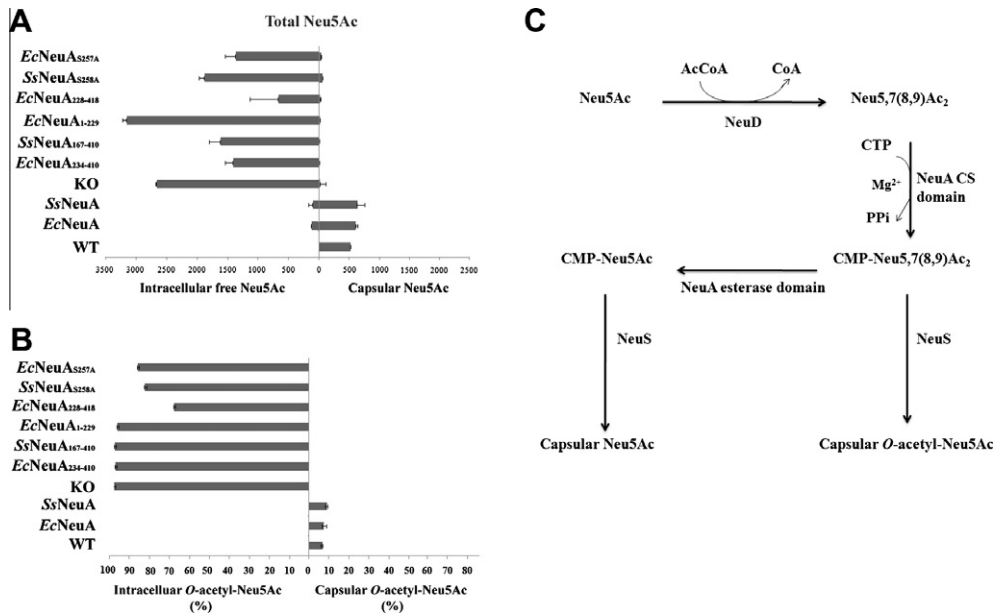 A
Total Neu5Ac
EcNeuAS257A
SsNeuAS258A
EcNeuA228-418
EcNeuA1-229
SsNeuA167-410
EcNeuA234-410
KO
SsNeuA
EcNeuA
WT
3500 3000 2500 2000 1500 1000 500 0 500 1000 1500 2000 2500
Intracellular free Neu5Ac Capsular Neu5Ac
B
EcNeuAS257A
SsNeuAS258A
EcNeuA228-418
EcNeuA1-229
SsNeuA167-410
EcNeuA234-410
KO
SsNeuA
EcNeuA
WT
100 90 80 70 60 50 40 30 20 10 0 10 20 30 40 50 60 70 80
Intracelluar O-acetyl-Neu5Ac Capsular O-acetyl-Neu5Ac
(%) (%)
C
AcCoA CoA
Neu5Ac Neu5,7(8,9)Ac2
NeuD
CTP
Mg2+
NeuA CS
domain
PPi
CMP-Neu5Ac CMP-Neu5,7(8,9)Ac2
NeuA esterase domain
NeuS NeuS
Capsular Neu5Ac Capsular O-acetyl-Neu5Ac